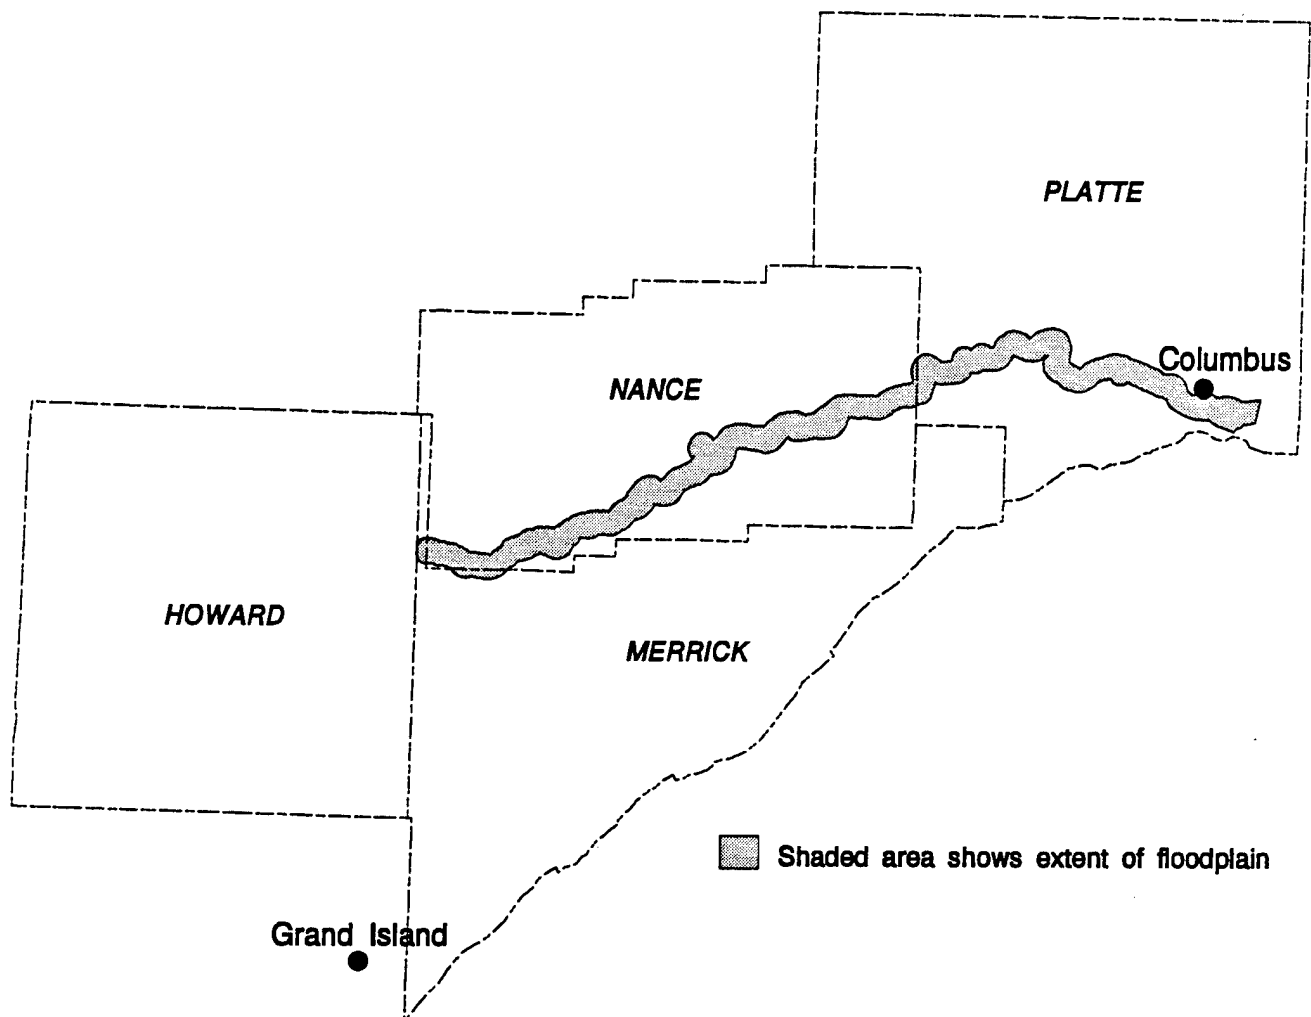 PLATTE
Columbus
NANCE
HOWARD
MERRICK
Shaded area shows extent of floodplain
Grand Island